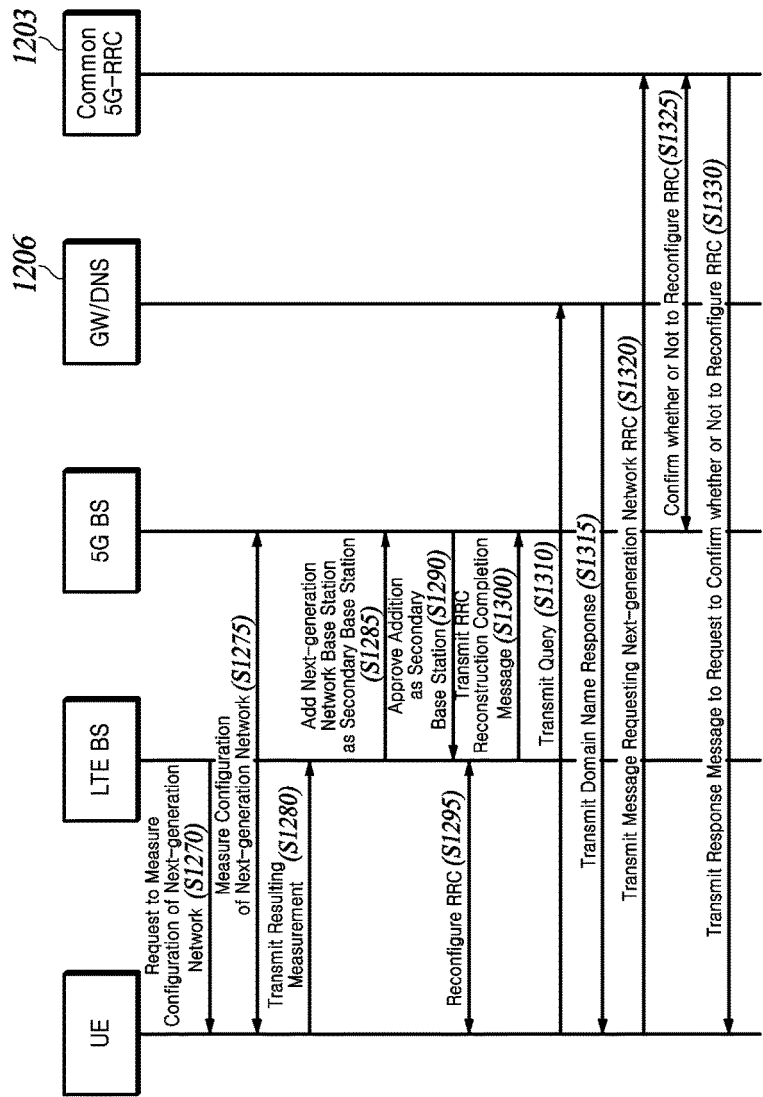 UE
LTE BS
5G BS
1206
GW/DNS
1203
Common
5G-RRC
Request to Measure
Configuration of Next-generation
Network (S1270)
Measure Configuration
of Next-generation Network (S1275)
Transmit Resulting
Measurement (S1280)
Add Next-generation
Network Base Station
as Secondary Base Station
(S1285)
Approve Addition
as Secondary
Base Station (S1290)
Reconfigure RRC (S1295)
Transmit RRC
Reconstruction Completion
Message (S1300)
Transmit Query (S1310)
Transmit Domain Name Response (S1315)
Transmit Message Requesting Next-generation Network RRC (S1320)
Confirm whether or Not to Reconfigure RRC (S1325)
Transmit Response Message to Request to Confirm whether or Not to Reconfigure RRC (S1330)